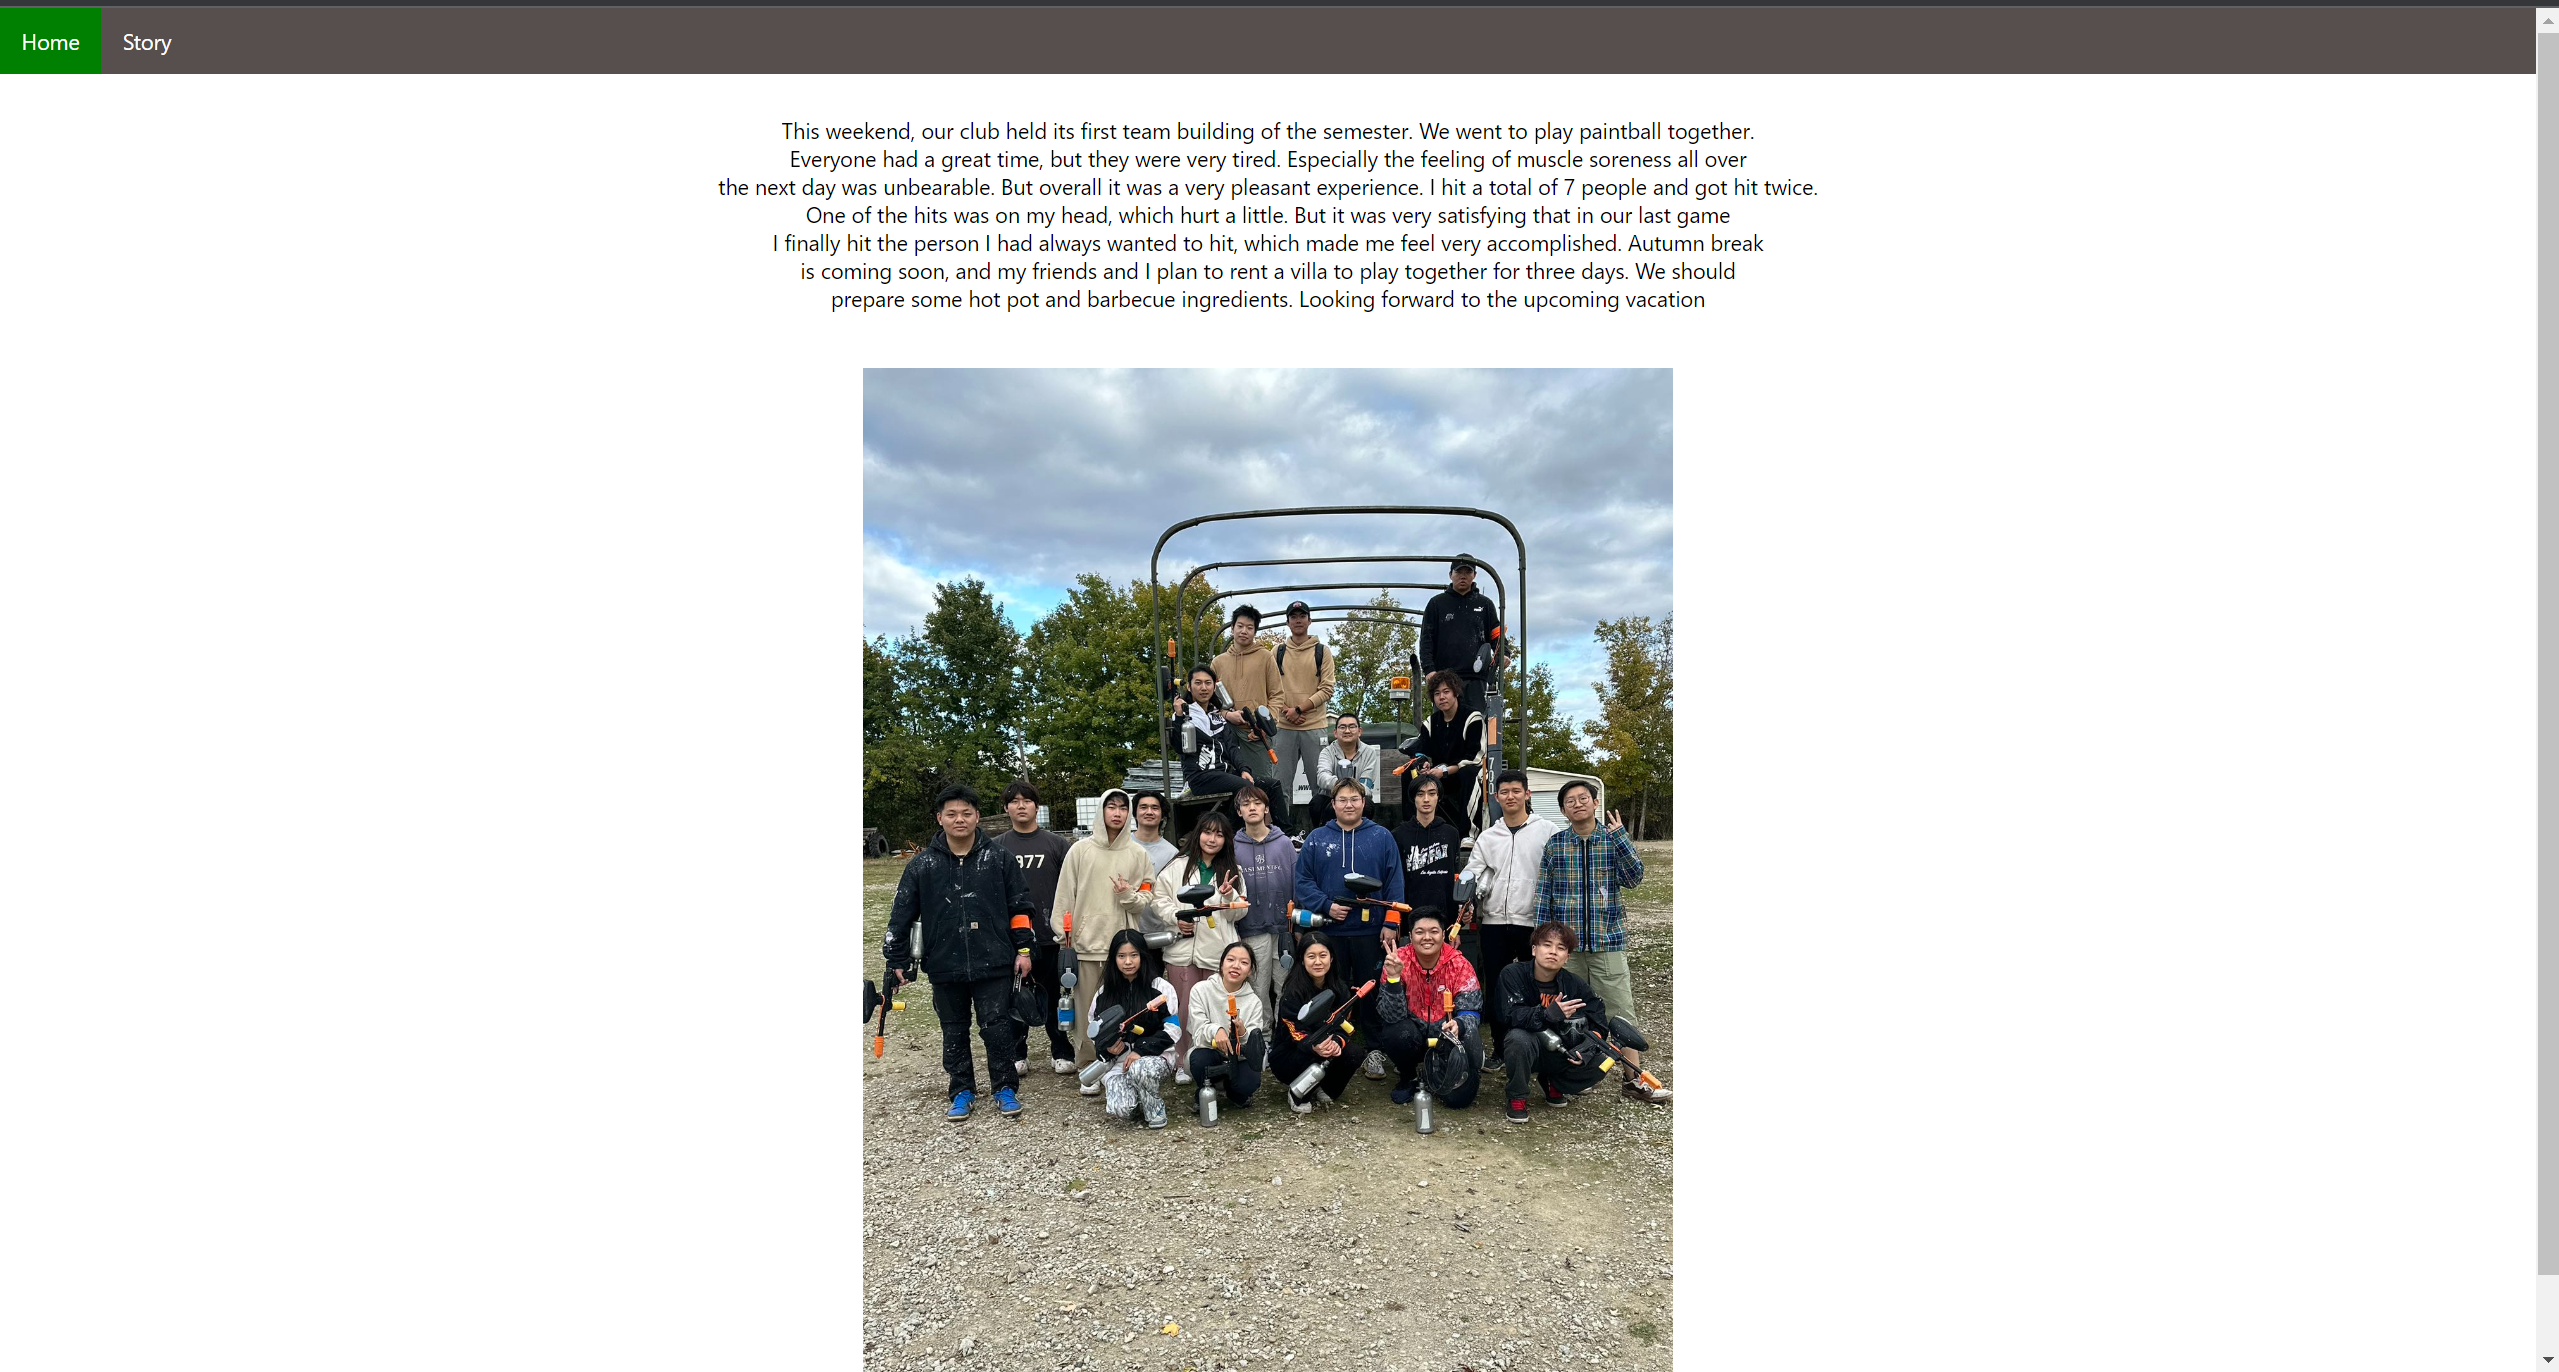 Home Story
This weekend, our club held its first team building of the semester. We went to play paintball together.
Everyone had a great time, but they were very tired. Especially the feeling of muscle soreness all over
the next day was unbearable. But overall it was a very pleasant experience. I hit a total of 7 people and got hit twice.
One of the hits was on my head, which hurt a little. But it was very satisfying that in our last game
I finally hit the person I had always wanted to hit, which made me feel very accomplished. Autumn break
is coming soon, and my friends and I plan to rent a villa to play together for three days. We should
prepare some hot pot and barbecue ingredients. Looking forward to the upcoming vacation